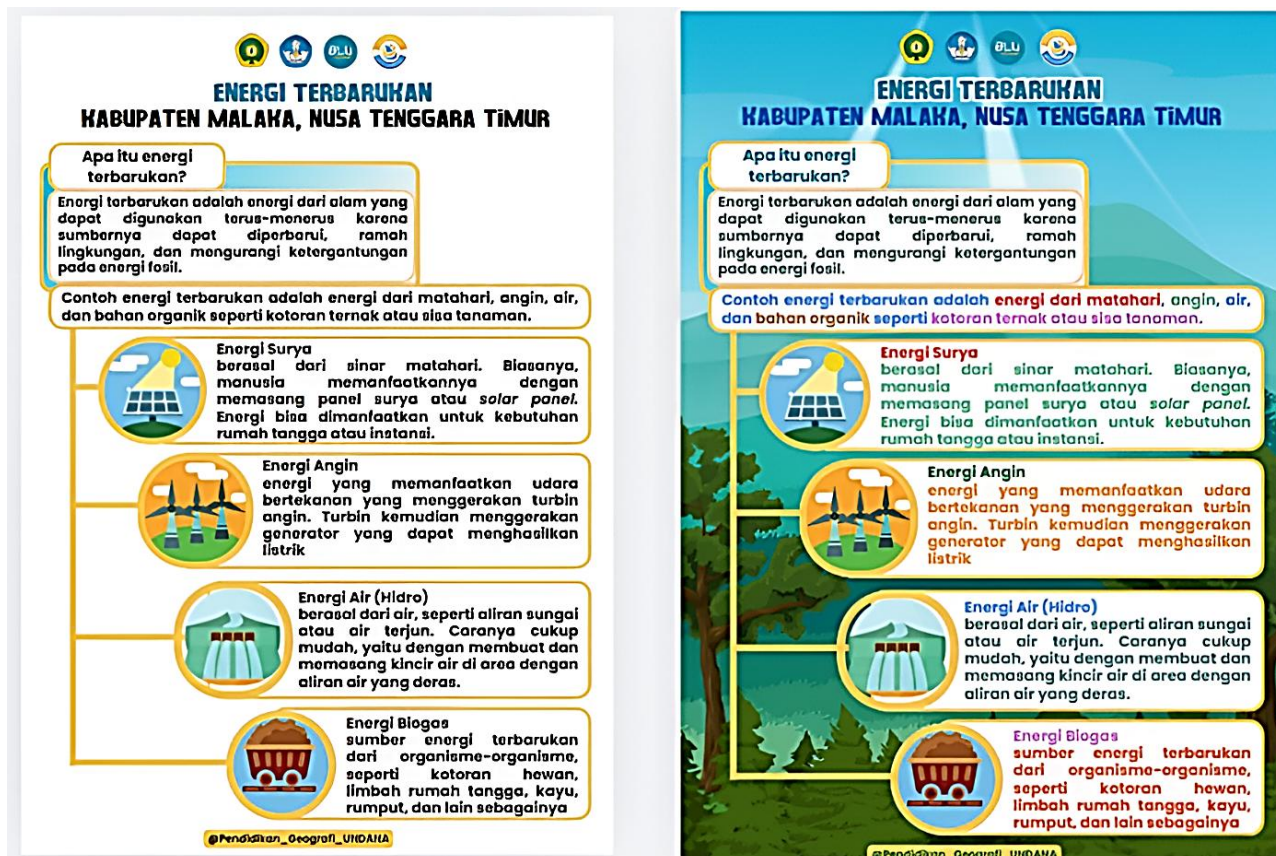 BLU
ENERGI TERBARUKAN
KABUPATEN MALAKA, NUSA TENGGARA TIMUR
Apa itu energi
terbarukan?
Energi terbarukan adalah energi dari alam yang
dapat digunakan terus-menerus karena
sumbernya dapat diperbarui, ramah
lingkungan, dan mengurangi ketergantungan
pada energi fosil.
Contoh energi terbarukan adalah energi dari matahari, angin, air,
dan bahan organik seperti kotoran ternak atau sisa tanaman.
Energi Surya
berasal dari sinar matahari. Biasanya,
manusia memanfaatkannya dengan
memasang panel surya atau solar panel.
Energi bisa dimanfaatkan untuk kebutuhan
rumah tangga atau instansi.
Energi Angin
energi yang memanfaatkan udara
bertekanan yang menggerakan turbin
angin. Turbin kemudian menggerakan
generator yang dapat menghasilkan
listrik
Energi Air (Hidro)
berasal dari air, seperti aliran sungai
atau air terjun. Caranya cukup
mudah, yaitu dengan membuat dan
memasang kincir air di area dengan
aliran air yang deras.
Energi Biogas
sumber energi terbarukan
dari organisme-organisme,
seperti kotoran hewan,
limbah rumah tangga, kayu,
rumput, dan lain sebagainya
@Pendidikan_Geografi_UNDANA
BLU
ENERGI TERBARUKAN
KABUPATEN MALAKA, NUSA TENGGARA TIMUR
Apa itu energi
terbarukan?
Energi terbarukan adalah energi dari alam yang
dapat digunakan terus-menerus karena
sumbernya dapat diperbarui, ramah
lingkungan, dan mengurangi ketergantungan
pada energi fosil.
Contoh energi terbarukan adalah energi dari matahari, angin, air,
dan bahan organik seperti kotoran ternak atau sisa tanaman.
Energi Surya
berasal dari sinar matahari. Biasanya,
manusia memanfaatkannya dengan
memasang panel surya atau solar panel.
Energi bisa dimanfaatkan untuk kebutuhan
rumah tangga atau instansi.
Energi Angin
energi yang memanfaatkan udara
bertekanan yang menggerakan turbin
angin. Turbin kemudian menggerakan
generator yang dapat menghasilkan
listrik
Energi Air (Hidro)
berasal dari air, seperti aliran sungai
atau air terjun. Caranya cukup
mudah, yaitu dengan membuat dan
memasang kincir air di area dengan
aliran air yang deras.
Energi Biogas
sumber energi terbarukan
dari organisme-organisme,
seperti kotoran hewan,
limbah rumah tangga, kayu,
rumput, dan lain sebagainya
@Pendidikan_Geografi_UNDANA